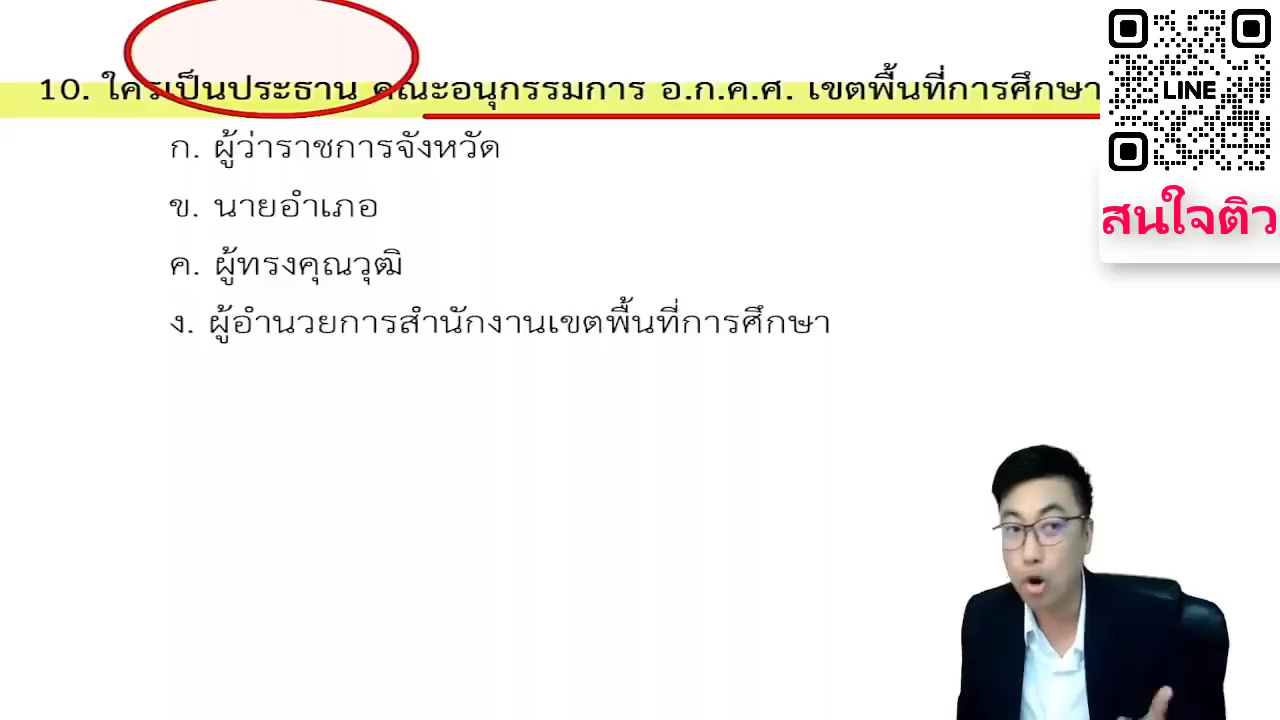 10. ใครเป็นประธาน คณะอนุกรรมการ อ.ก.ค.ศ. เขตพื้นที่การศึกษา
ก. ผู้ว่าราชการจังหวัด
ข. นายอำเภอ
ค. ผู้ทรงคุณวุฒิ
ง. ผู้อำนวยการสำนักงานเขตพื้นที่การศึกษา
LINE
สนใจติว